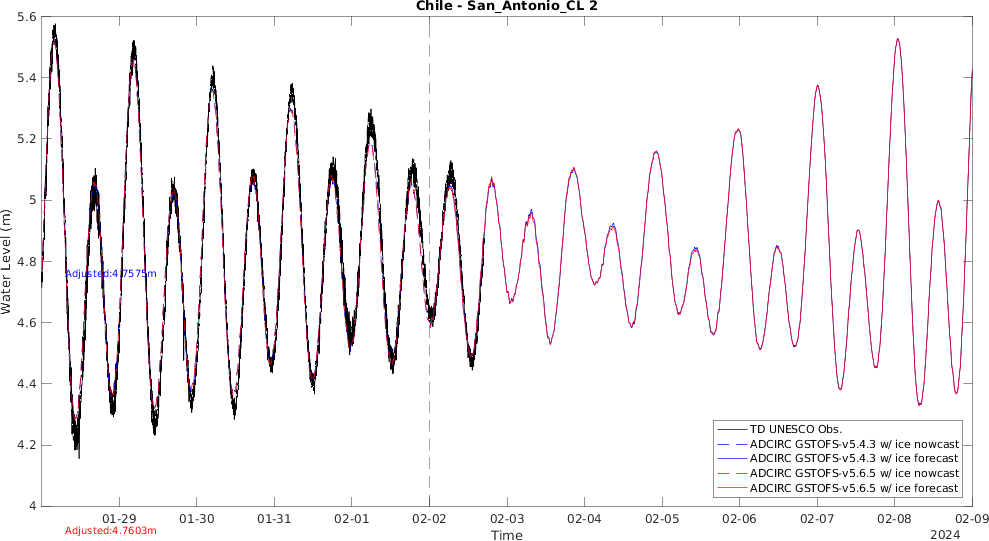 Chile - San_Antonio_CL 2
5.6
5.4
5.2
5
4.8
4.6
4.4
4.2
4
Water Level (m)
Adjusted:4.7575m
Adjusted:4.7603m
TD UNESCO Obs.
ADCIRC GSTOFS-v5.4.3 w/ ice nowcast
ADCIRC GSTOFS-v5.4.3 w/ ice forecast
ADCIRC GSTOFS-v5.6.5 w/ ice nowcast
ADCIRC GSTOFS-v5.6.5 w/ ice forecast
01-29 01-30 01-31 02-01 02-02 02-03 02-04 02-05 02-06 02-07 02-08 02-09
Time
2024